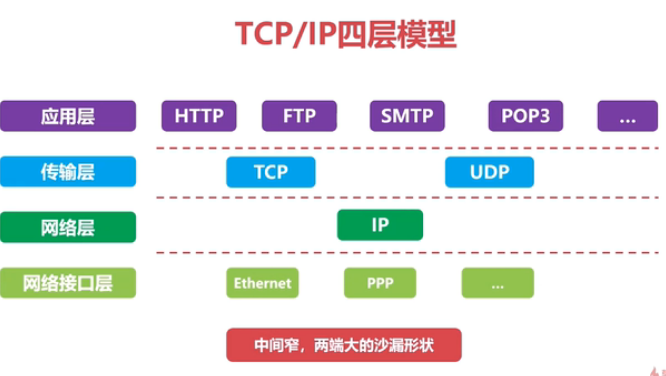 TCP/IP四层模型
应用层 HTTP FTP SMTP POP3 ...
传输层 TCP UDP
网络层 IP
网络接口层 Ethernet PPP ...
中间窄，两端大的沙漏形状